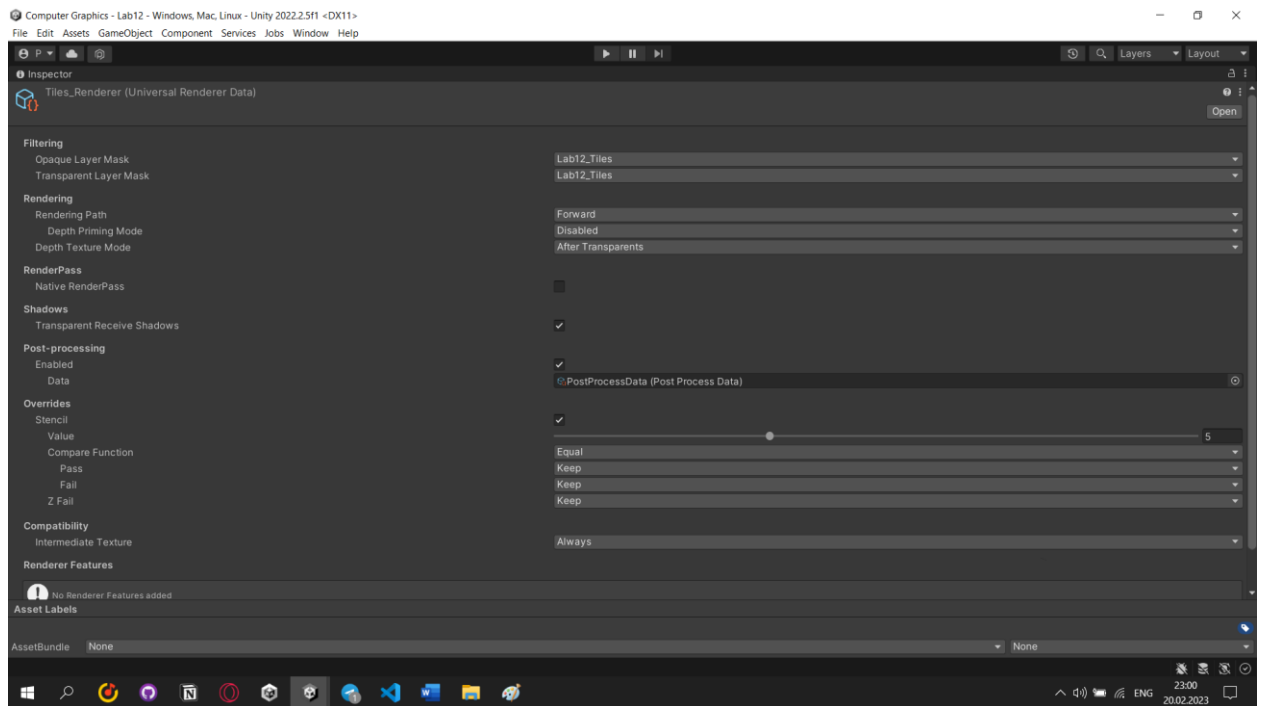 Computer Graphics - Lab12 - Windows, Mac, Linux - Unity 2022.2.5f1 <DX11>
File Edit Assets GameObject Component Services Jobs Window Help
P Layers Layout
Inspector
Tiles_Renderer (Universal Renderer Data)
Open
Filtering
Opaque Layer Mask Lab12_Tiles
Transparent Layer Mask Lab12_Tiles
Rendering
Rendering Path Forward
Depth Priming Mode Disabled
Depth Texture Mode After Transparents
RenderPass
Native RenderPass
Shadows
Transparent Receive Shadows
Post-processing
Enabled
Data PostProcessData (Post Process Data)
Overrides
Stencil
Value 5
Compare Function Equal
Pass Keep
Fail Keep
Z Fail Keep
Compatibility
Intermediate Texture Always
Renderer Features
No Renderer Features added
Asset Labels
AssetBundle None None
ENG 23:00
20.02.2023